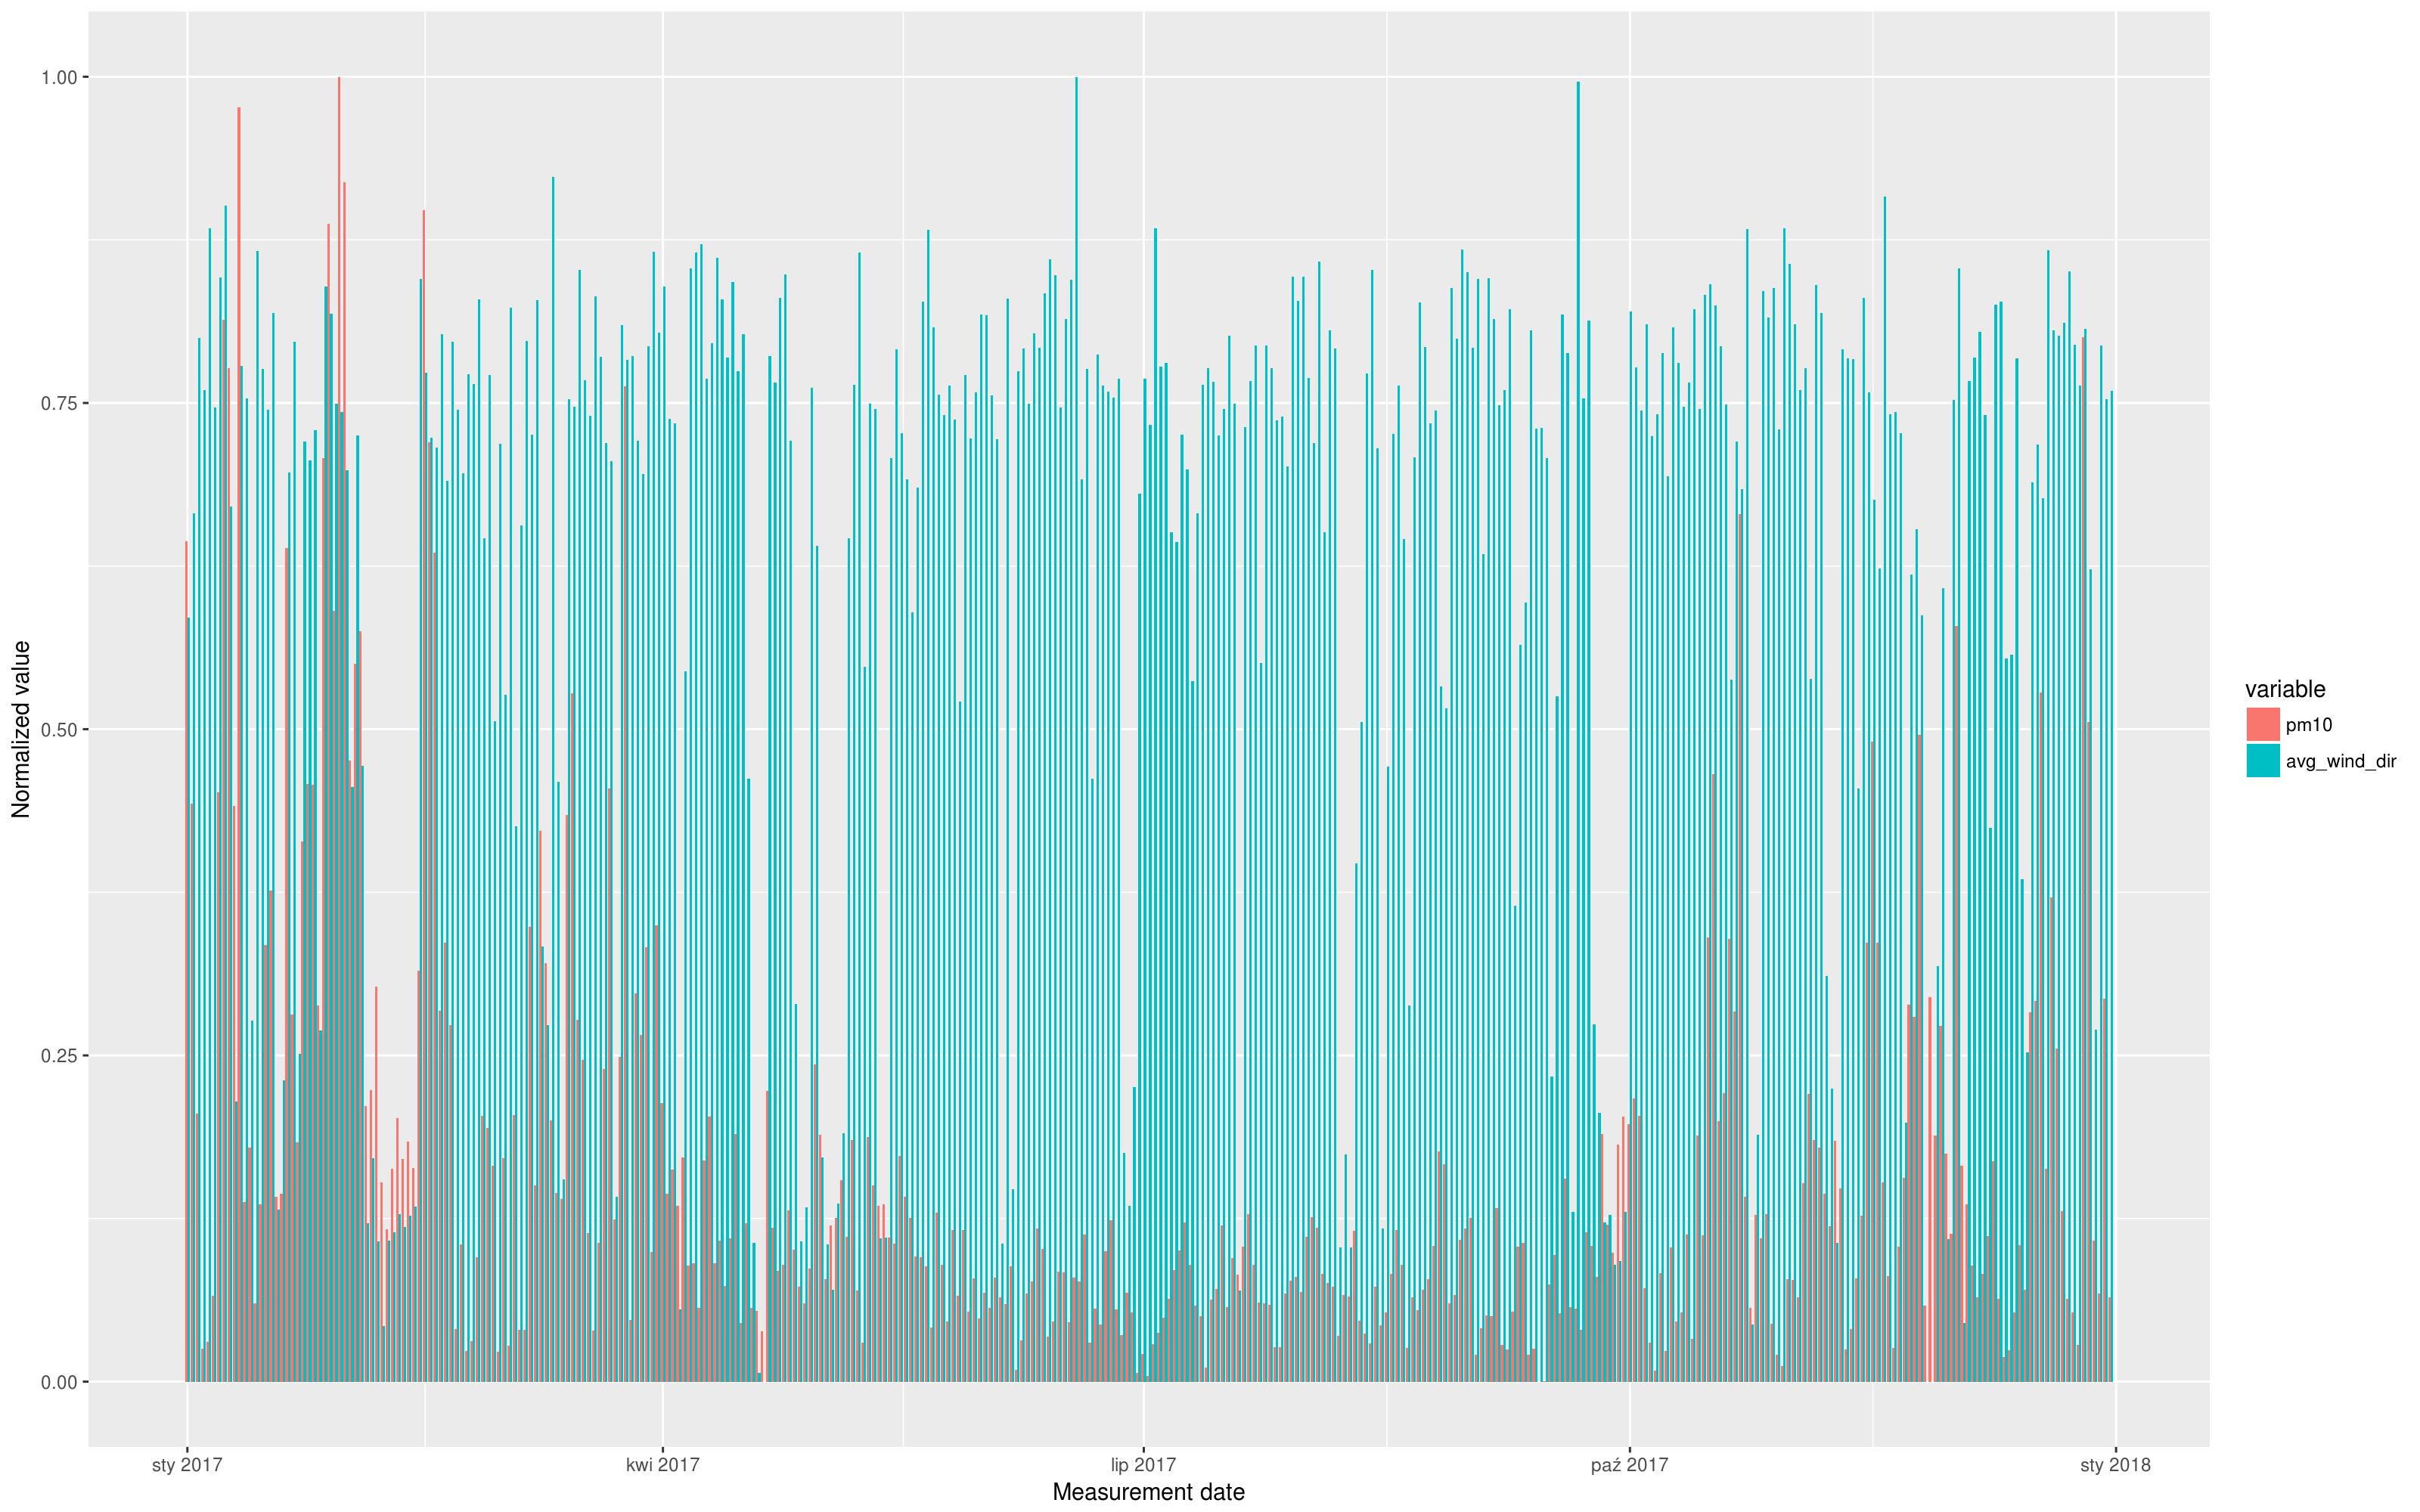 1.00
0.75
0.50
0.25
0.00
Normalized value
sty 2017
kwi 2017
lip 2017
paź 2017
sty 2018
Measurement date
variable
pm10
avg_wind_dir